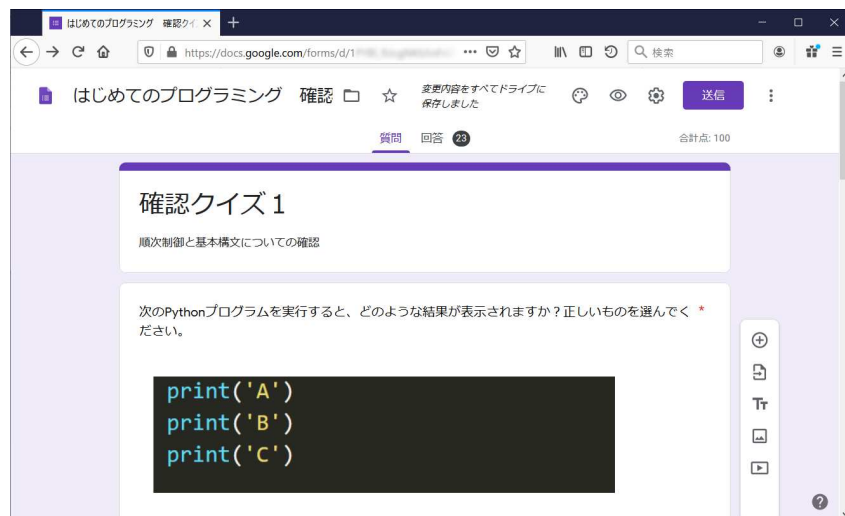 はじめてのプログラミング 確認クイ
https://docs.google.com/forms/d/1
検索
はじめてのプログラミング 確認
変更内容をすべてドライブに
保存しました
送信
質問 回答 23
合計点: 100
確認クイズ1
順次制御と基本構文についての確認
次のPythonプログラムを実行すると、どのような結果が表示されますか？正しいものを選んでく *
ださい。
print('A')
print('B')
print('C')
Tт